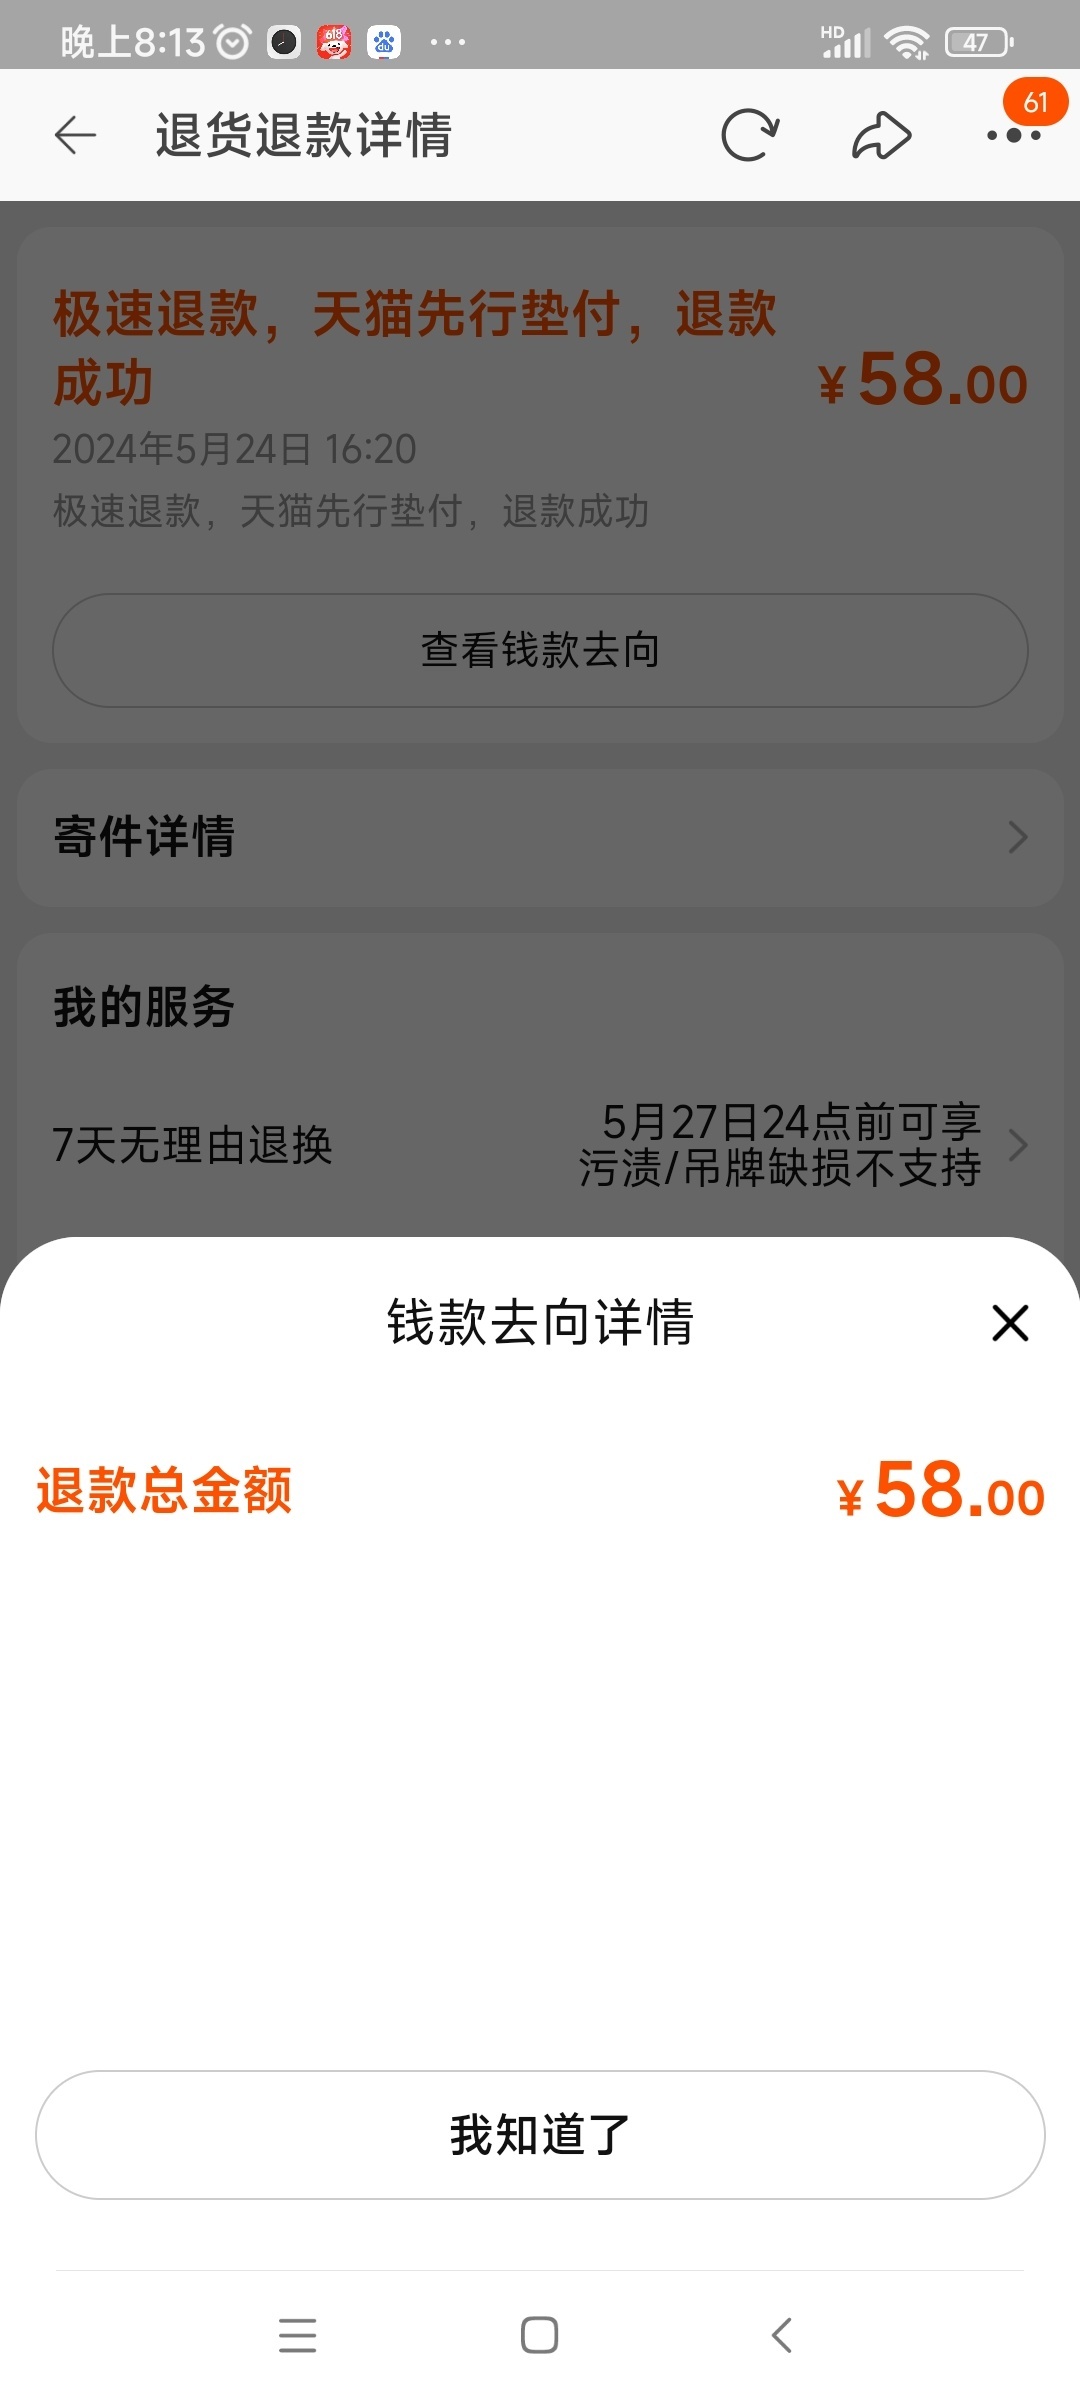 晚上8:13
618
du
HD
47
61
退货退款详情
极速退款，天猫先行垫付，退款
成功
¥58.00
2024年5月24日 16:20
极速退款，天猫先行垫付，退款成功
查看钱款去向
寄件详情
我的服务
7天无理由退换
5月27日24点前可享
污渍/吊牌缺损不支持
钱款去向详情
退款总金额
¥58.00
我知道了